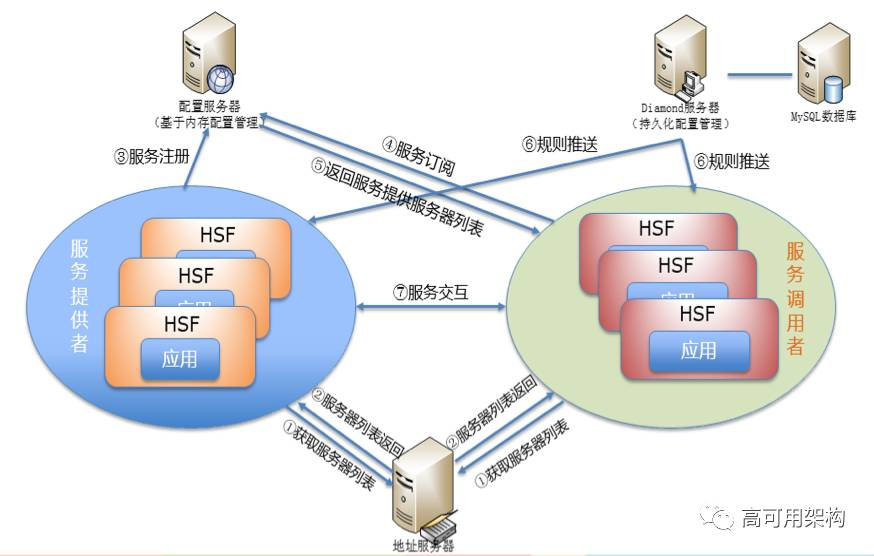 配置服务器
（基于内存配置管理）
Diamond服务器
（持久化配置管理）
MySQL数据库
③服务注册
④服务订阅
⑤返回服务提供服务器列表
⑥规则推送
⑥规则推送
服务提供者
HSF
HSF
应用
HSF
应用
⑦服务交互
HSF
HSF
应用
HSF
应用
服务调用者
②服务器列表返回
①获取服务器列表
②服务器列表返回
①获取服务器列表
地址服务器
高可用架构